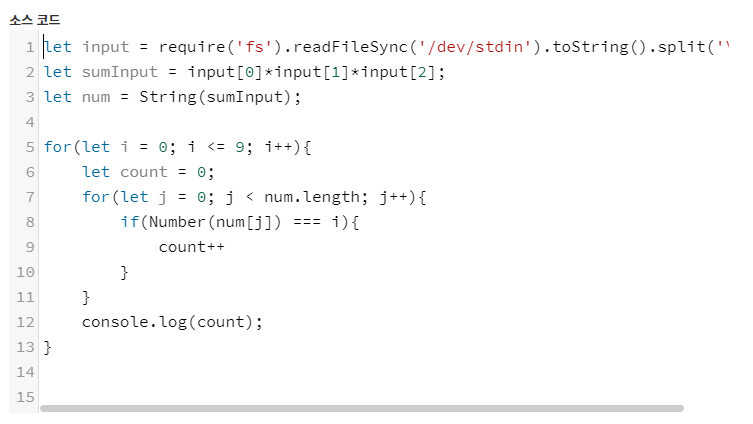 소스 코드
1 let input = require('fs').readFileSync('/dev/stdin').toString().split('\
2 let sumInput = input[0]*input[1]*input[2];
3 let num = String(sumInput);
4
5 for(let i = 0; i <= 9; i++){
6     let count = 0;
7     for(let j = 0; j < num.length; j++){
8         if(Number(num[j]) === i){
9             count++
10         }
11     }
12     console.log(count);
13 }
14
15